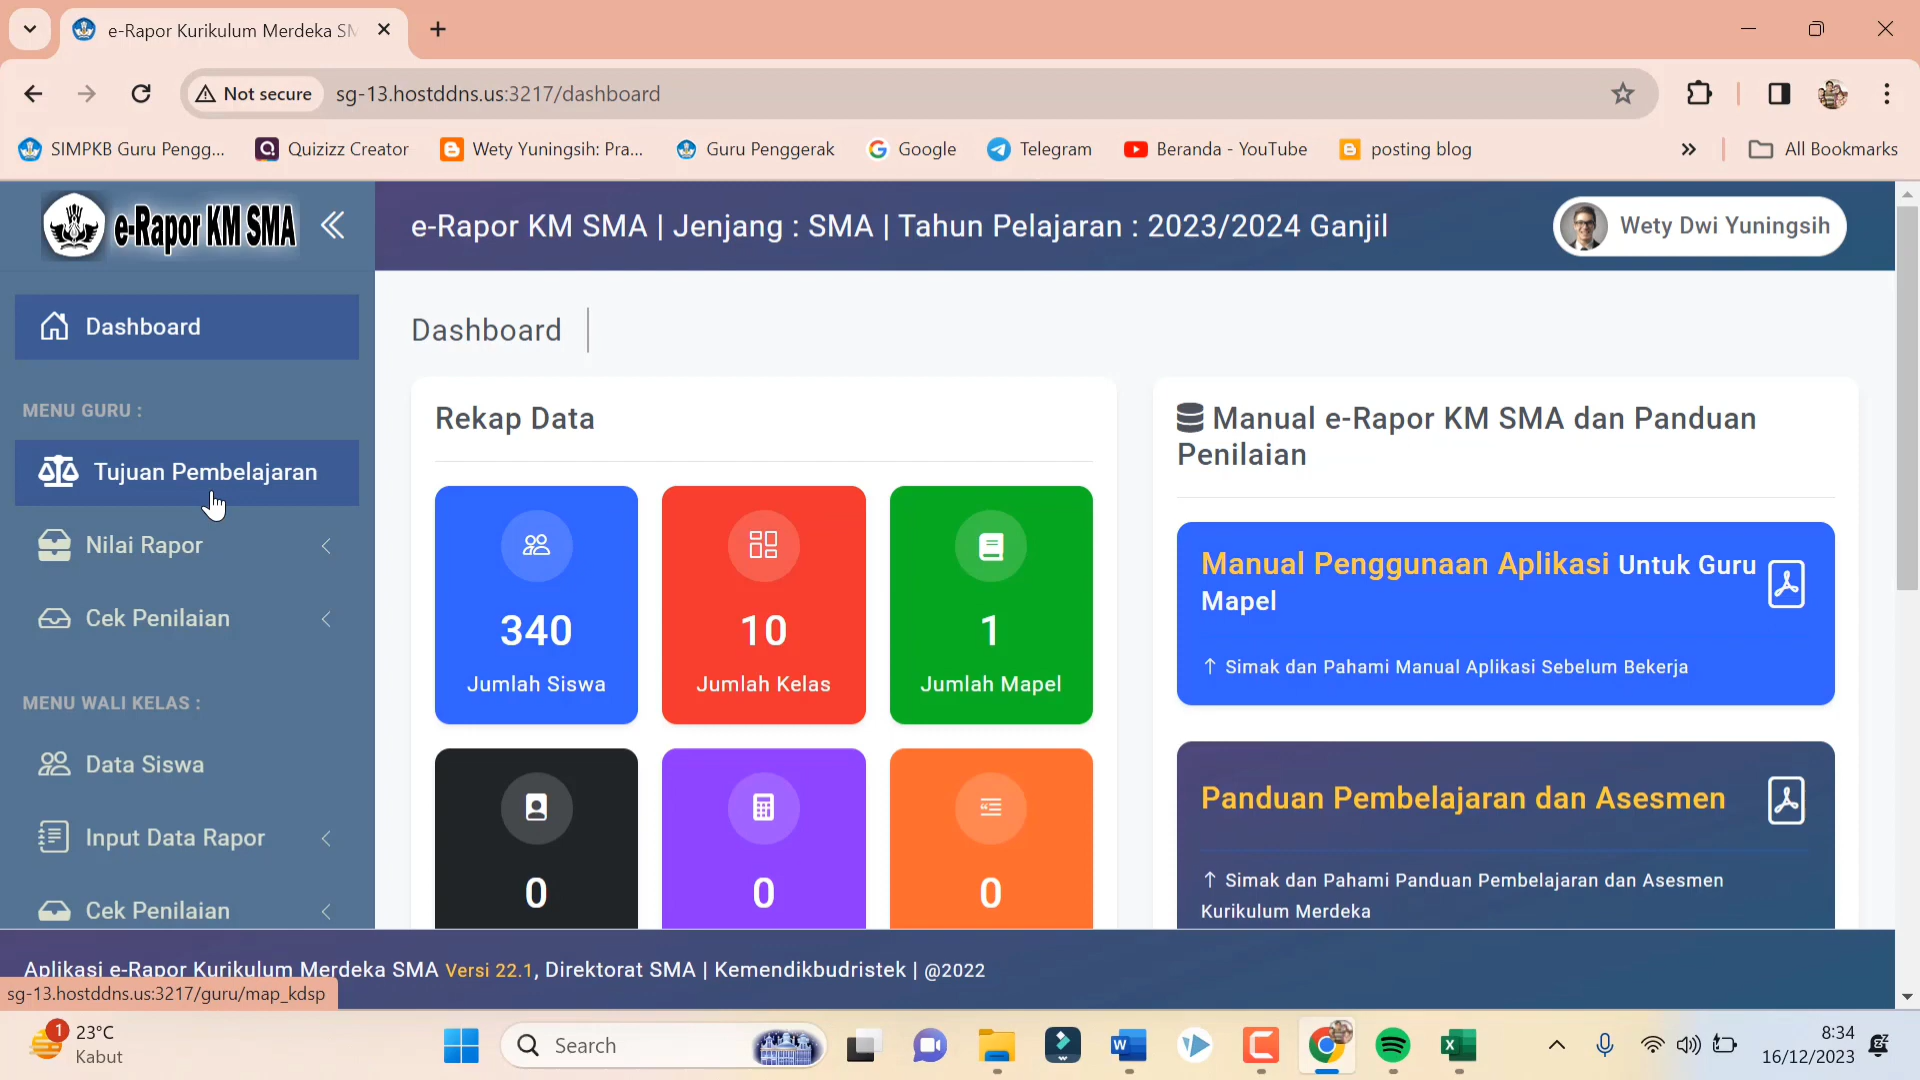 e-Rapor Kurikulum Merdeka SM
Not secure
sg-13.hostddns.us:3217/dashboard
SIMPKB Guru Pengg...
Quizizz Creator
Wety Yuningsih: Pra...
Guru Penggerak
Google
Telegram
Beranda - YouTube
posting blog
All Bookmarks
e-Rapor KM SMA
e-Rapor KM SMA | Jenjang : SMA | Tahun Pelajaran : 2023/2024 Ganjil
Wety Dwi Yuningsih
Dashboard
MENU GURU :
Tujuan Pembelajaran
Nilai Rapor
Cek Penilaian
MENU WALI KELAS :
Data Siswa
Input Data Rapor
Cek Penilaian
Dashboard
Rekap Data
340
Jumlah Siswa
10
Jumlah Kelas
1
Jumlah Mapel
0
0
0
Manual e-Rapor KM SMA dan Panduan
Penilaian
Manual Penggunaan Aplikasi Untuk Guru
Mapel
↑ Simak dan Pahami Manual Aplikasi Sebelum Bekerja
Panduan Pembelajaran dan Asesmen
↑ Simak dan Pahami Panduan Pembelajaran dan Asesmen
Kurikulum Merdeka
Aplikasi e-Rapor Kurikulum Merdeka SMA Versi 22.1, Direktorat SMA | Kemendikbudristek | @2022
sg-13.hostddns.us:3217/guru/map_kdsp
1
23°C
Kabut
Search
8:34
16/12/2023